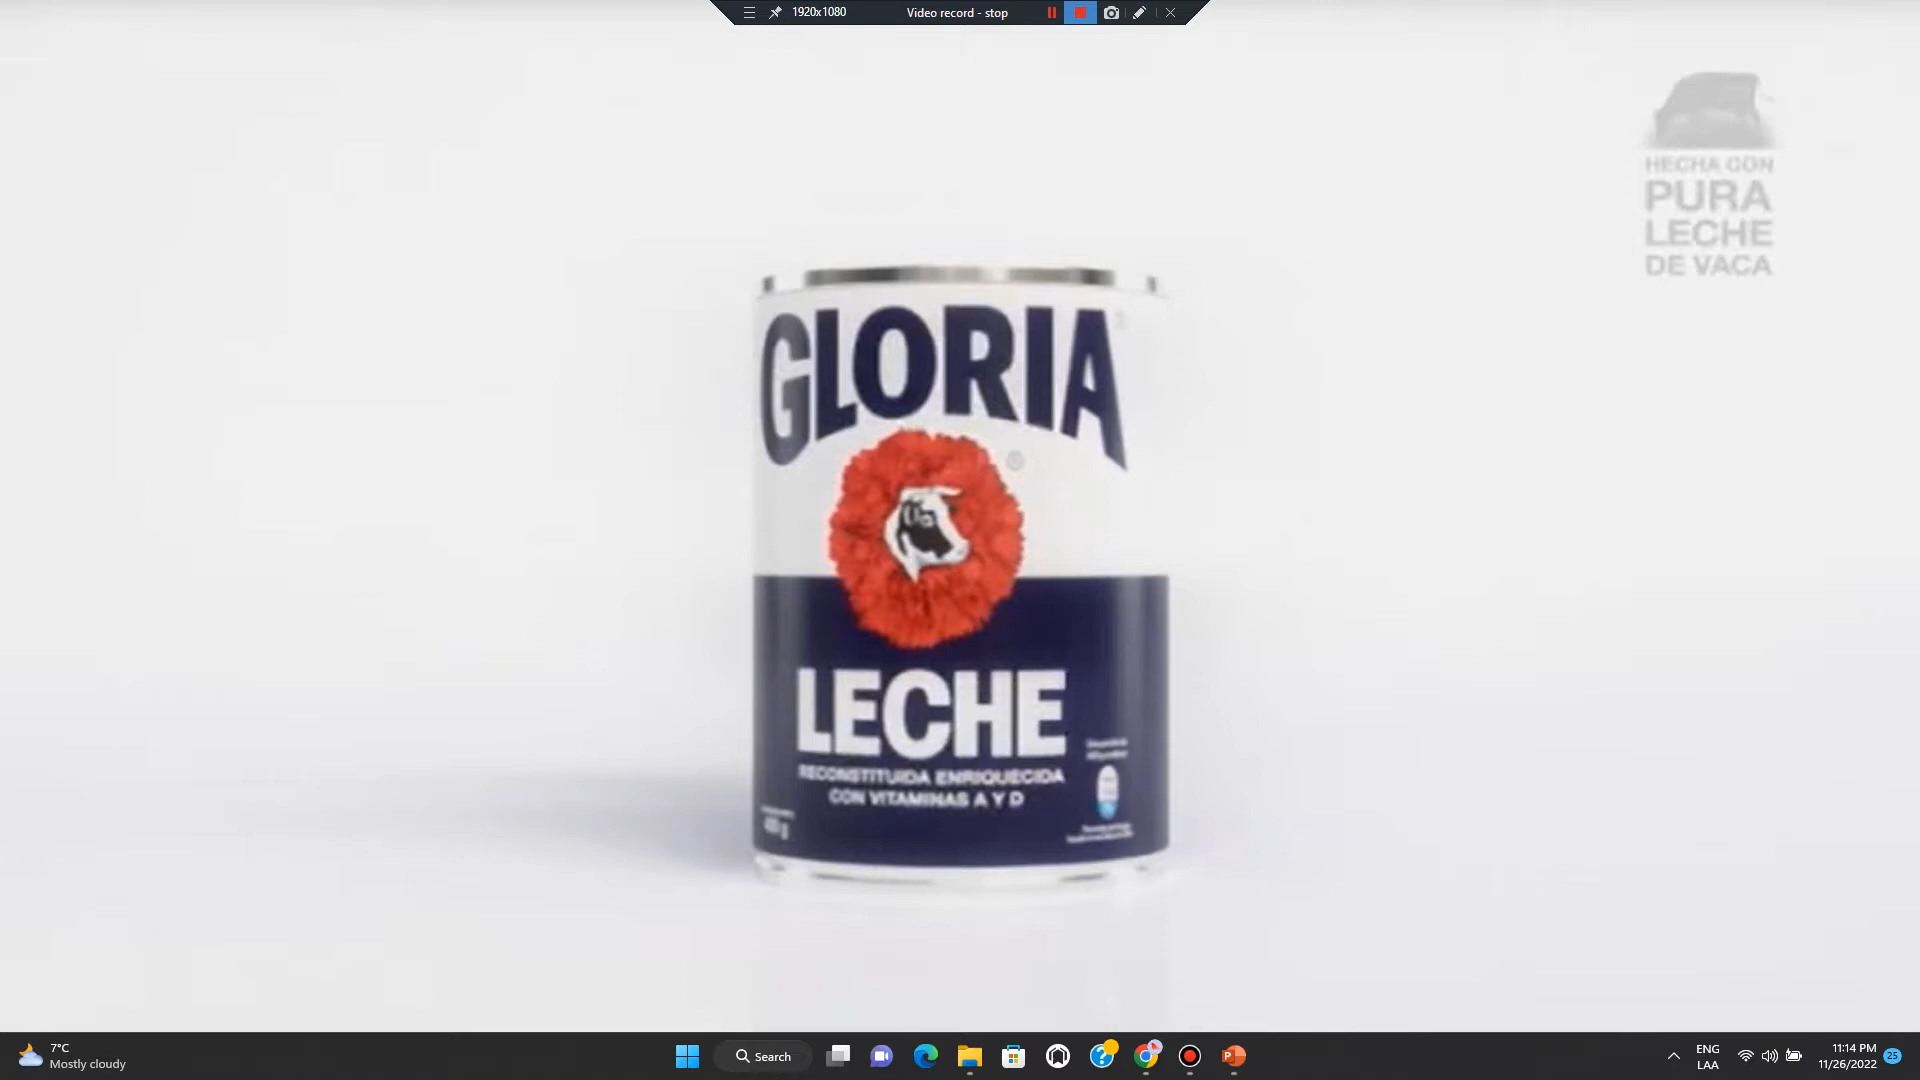 1920x1080
Video record - stop
HECHA CON
PURA
LECHE
DE VACA
GLORIA
®
LECHE
RECONSTITUIDA ENRIQUECIDA
CON VITAMINAS A Y D
7°C
Mostly cloudy
Search
ENG
LAA
11:14 PM
11/26/2022
25